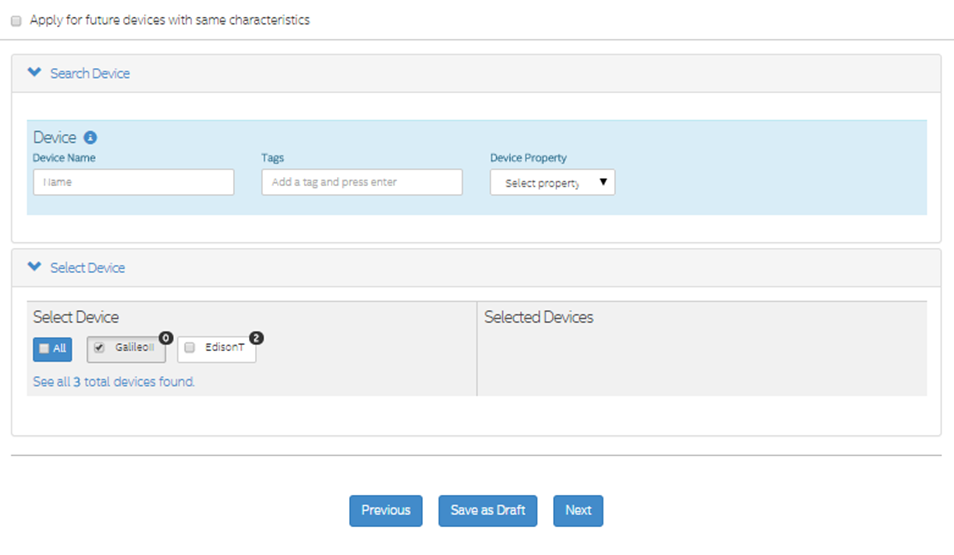 Apply for future devices with same characteristics
Search Device
Device
Device Name Tags Device Property
Name Add a tag and press enter Select property
Select Device
Select Device Selected Devices
All GalileoII 0 EdisonT 2
See all 3 total devices found.
Previous Save as Draft Next